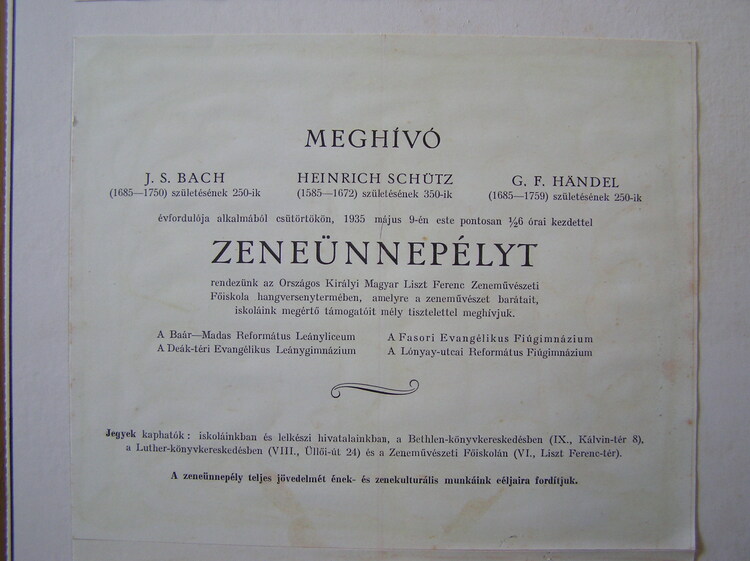 MEGHÍVÓ
J. S. BACH
(1685—1750) születésének 250-ik
HEINRICH SCHÜTZ
(1585—1672) születésének 350-ik
G. F. HÄNDEL
(1685—1759) születésének 250-ik
évfordulója alkalmából csütörtökön, 1935 május 9-én este pontosan ½6 órai kezdettel
ZENEÜNNEPÉLYT
rendezünk az Országos Királyi Magyar Liszt Ferenc Zeneművészeti
Főiskola hangversenytermében, amelyre a zeneművészet barátait,
iskoláink megértő támogatóit mély tisztelettel meghívjuk.
A Baár—Madas Református Leányliceum
A Deák-téri Evangélikus Leánygimnázium
A Fasori Evangélikus Fiúgimnázium
A Lónyay-utcai Református Fiúgimnázium
Jegyek kaphatók : iskoláinkban és lelkészi hivatalainkban, a Bethlen-könyvkereskedésben (IX., Kálvin-tér 8),
a Luther-könyvkereskedésben (VIII., Üllői-út 24) és a Zeneművészeti Főiskolán (VI., Liszt Ferenc-tér).
A zeneünnepély teljes jövedelmét ének- és zenekulturális munkáink céljaira fordítjuk.